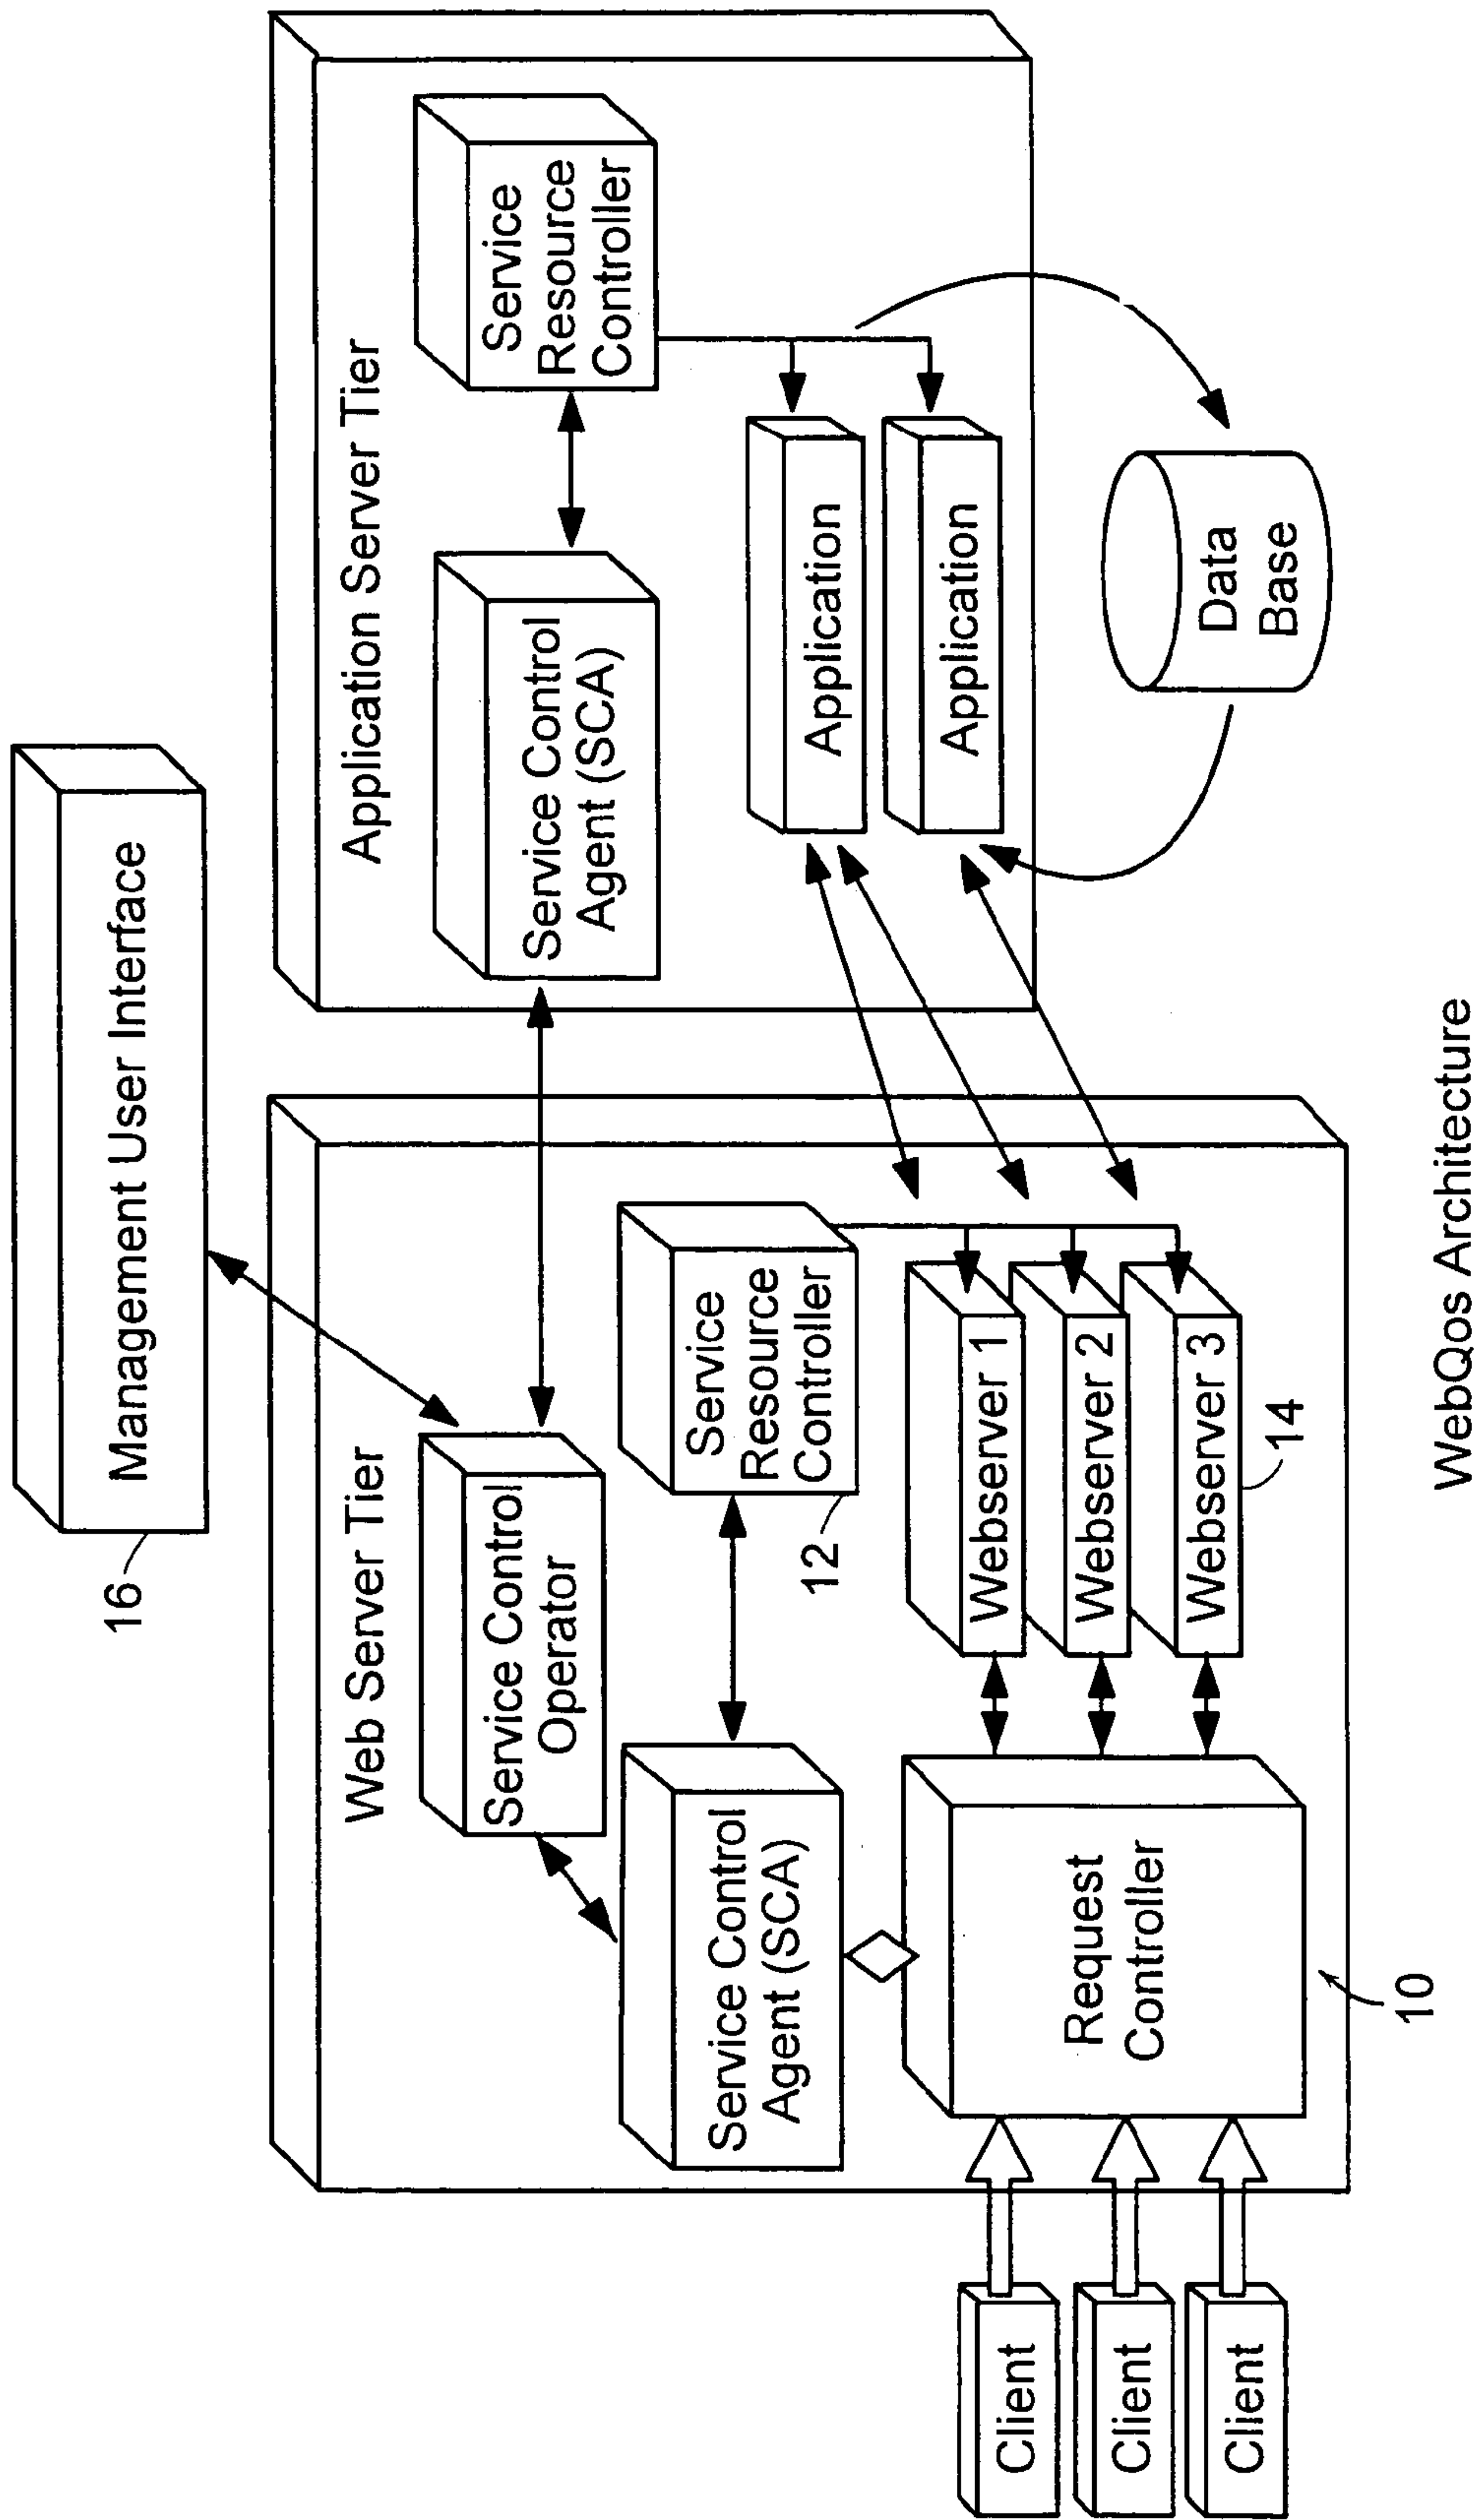 16
Management User Interface
Web Server Tier
Service Control
Operator
Service Control
Agent (SCA)
Service
Resource
Controller
12
Request
Controller
10
Webserver 1
Webserver 2
Webserver 3
14
Client
Client
Client
Application Server Tier
Service Control
Agent (SCA)
Service
Resource
Controller
Application
Application
Data
Base
WebQos Architecture